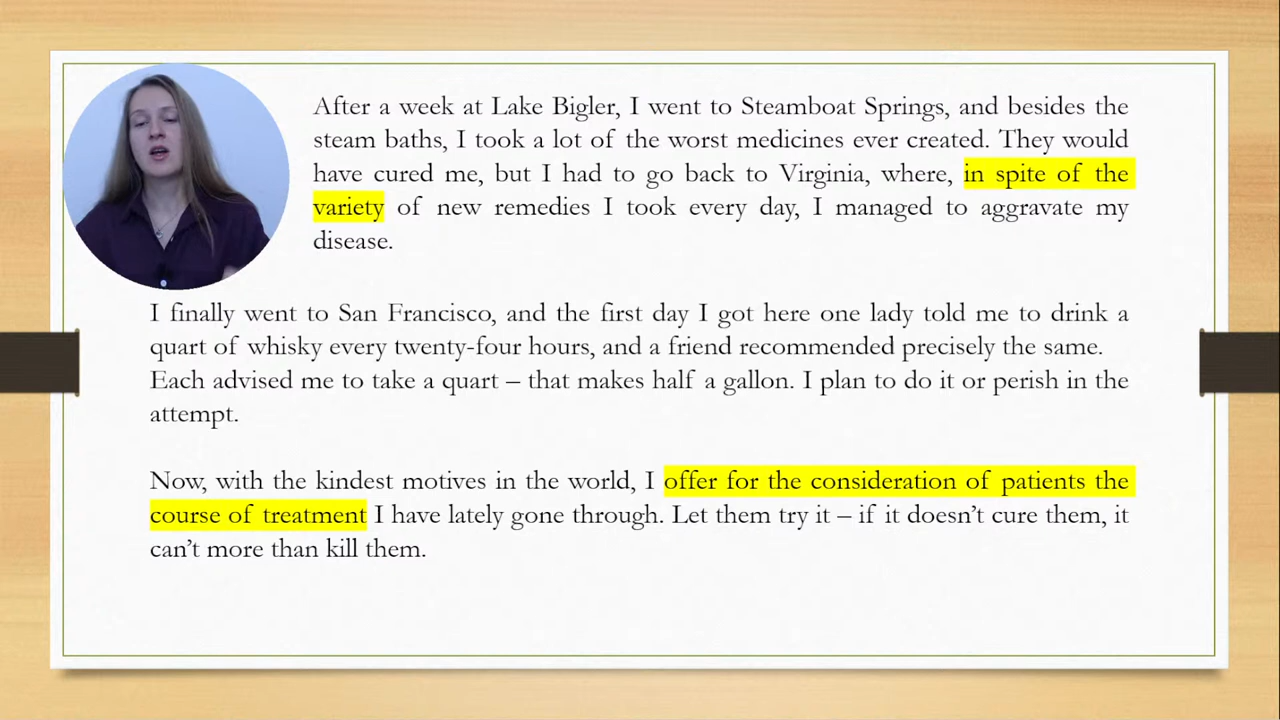 After a week at Lake Bigler, I went to Steamboat Springs, and besides the
steam baths, I took a lot of the worst medicines ever created. They would
have cured me, but I had to go back to Virginia, where, in spite of the
variety of new remedies I took every day, I managed to aggravate my
disease.
I finally went to San Francisco, and the first day I got here one lady told me to drink a
quart of whisky every twenty-four hours, and a friend recommended precisely the same.
Each advised me to take a quart – that makes half a gallon. I plan to do it or perish in the
attempt.
Now, with the kindest motives in the world, I offer for the consideration of patients the
course of treatment I have lately gone through. Let them try it – if it doesn’t cure them, it
can’t more than kill them.